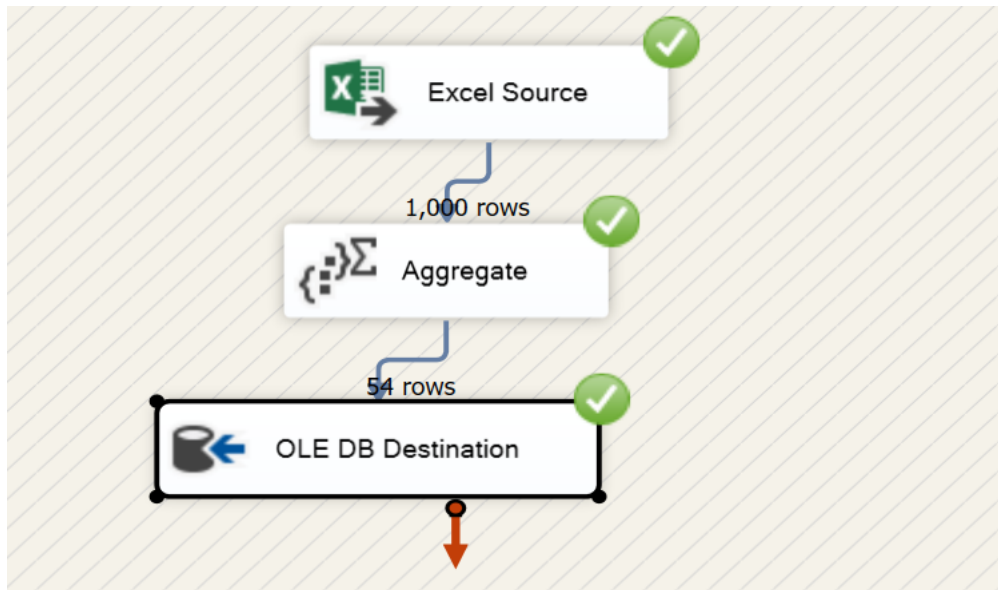 Excel Source
1,000 rows
Aggregate
54 rows
OLE DB Destination